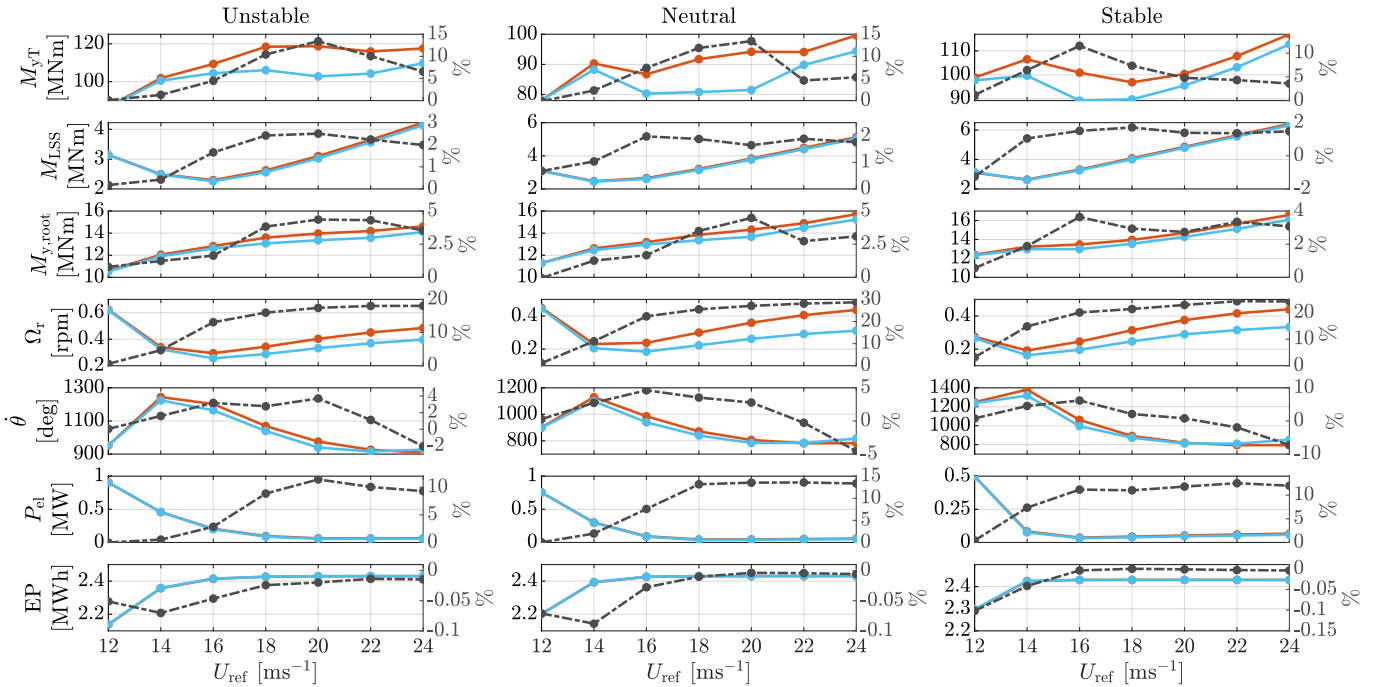 Unstable Neutral Stable
M_yT [MNm] 120 100 15 10 5 0 % 100 90 80 15 10 5 0 % 110 100 90 10 5 0 %
M_LSS [MNm] 4 3 2 3 2 1 0 % 6 4 2 2 1 0 % 6 4 2 2 0 -2 %
M_y,root [MNm] 16 14 12 10 5 2.5 0 % 16 14 12 10 5 2.5 0 % 16 14 12 10 4 2 0 %
Ω_r [rpm] 0.6 0.4 0.2 20 10 0 % 0.4 0.2 30 20 10 0 % 0.4 0.2 20 10 0 %
θ̇ [deg] 1300 1100 900 4 2 0 -2 % 1200 1000 800 5 0 -5 % 1400 1200 1000 800 10 0 -10 %
P_el [MW] 1 0.5 0 10 5 0 % 1 0.5 0 15 10 5 0 % 0.5 0.25 0 10 5 0 %
EP [MWh] 2.4 2.2 0 -0.05 -0.1 % 2.4 2.2 0 -0.05 -0.1 % 2.4 2.3 2.2 0 -0.05 -0.1 -0.15 %
12 14 16 18 20 22 24 12 14 16 18 20 22 24 12 14 16 18 20 22 24
U_ref [ms⁻¹] U_ref [ms⁻¹] U_ref [ms⁻¹]